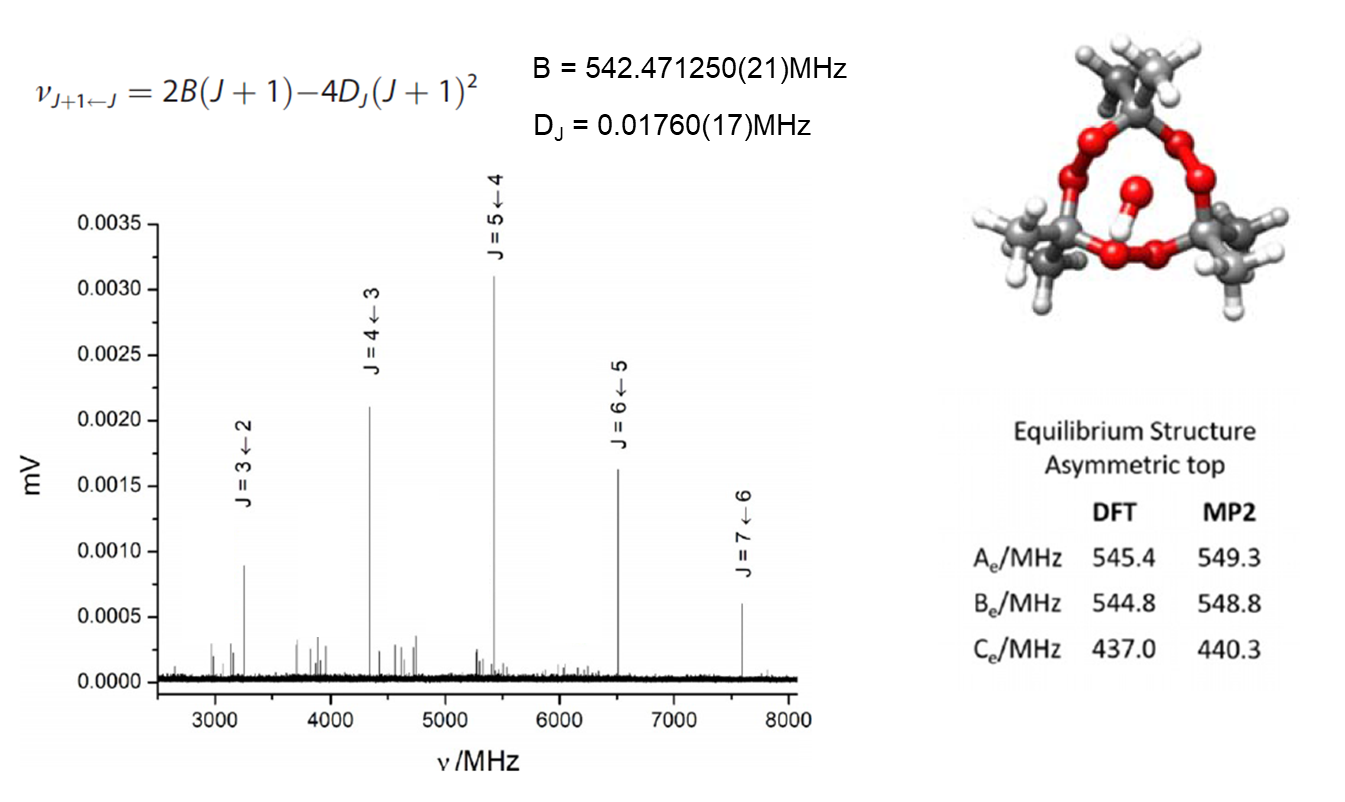 ν_{J+1←J} = 2B(J + 1)−4D_J(J + 1)²
B = 542.471250(21)MHz
D_J = 0.01760(17)MHz
0.0035
0.0030
0.0025
0.0020
0.0015
0.0010
0.0005
0.0000
mV
J = 3 ← 2
J = 4 ← 3
J = 5 ← 4
J = 6 ← 5
J = 7 ← 6
3000 4000 5000 6000 7000 8000
ν /MHz
Equilibrium Structure
Asymmetric top
DFT MP2
A_e/MHz 545.4 549.3
B_e/MHz 544.8 548.8
C_e/MHz 437.0 440.3